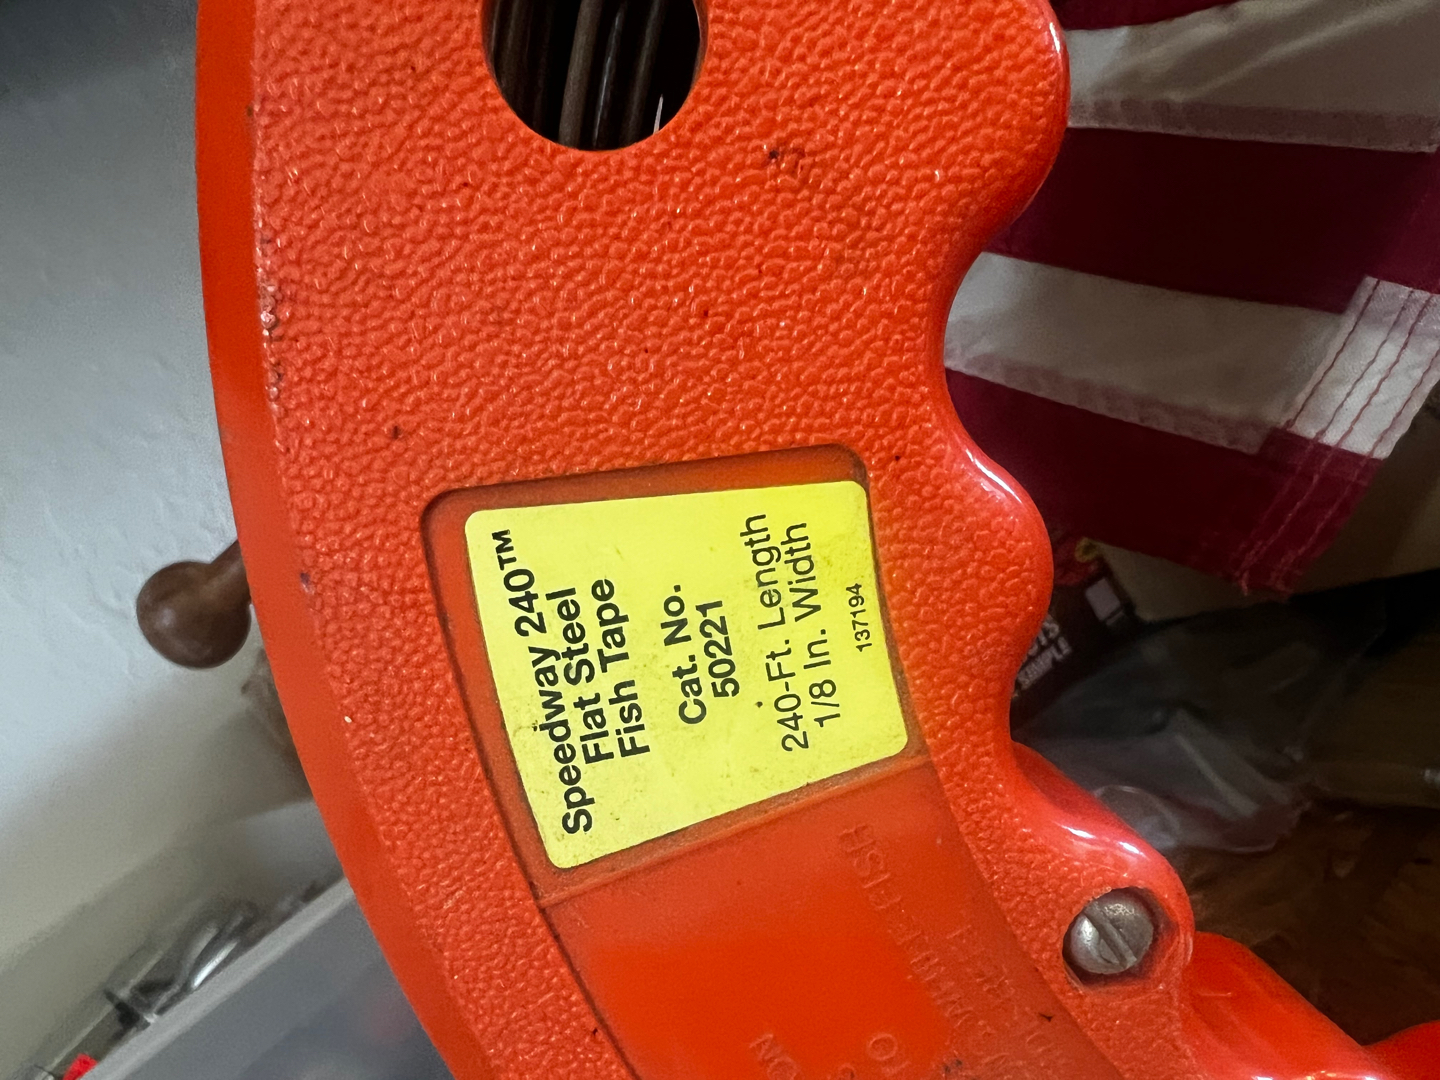 Speedway 240™
Flat Steel
Fish Tape
Cat. No.
50221
240-Ft. Length
1/8 In. Width
137194